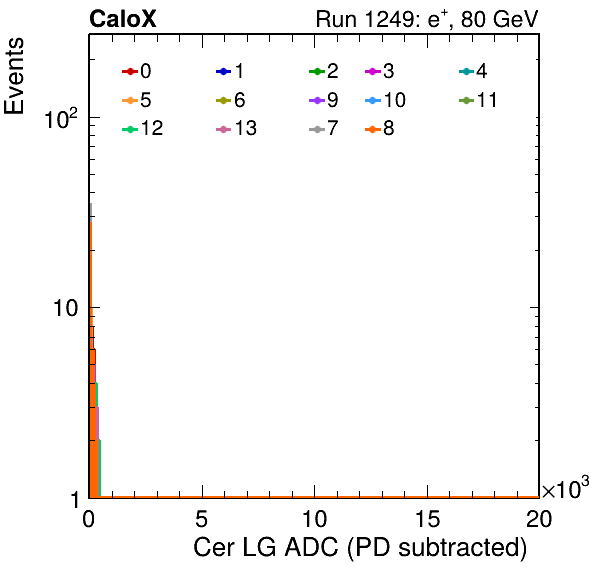 CaloX Run 1249: e⁺, 80 GeV
Events
0 1 2 3 4
5 6 9 10 11
12 13 7 8
10²
10
1
×10³
0 5 10 15 20
Cer LG ADC (PD subtracted)